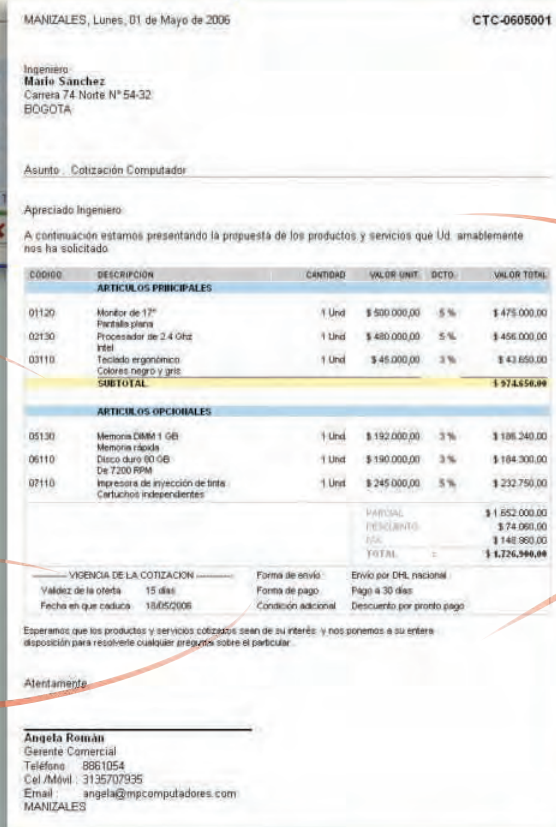 MANIZALES, Lunes, 01 de Mayo de 2006 CTC-0605001
Ingeniero
Mario Sánchez
Carrera 74 Norte N° 54-32
BOGOTA
Asunto : Cotización Computador
Apreciado Ingeniero
A continuación estamos presentando la propuesta de los productos y servicios que Ud. amablemente
nos ha solicitado
CODIGO DESCRIPCION CANTIDAD VALOR UNIT. DCTO. VALOR TOTAL
ARTICULOS PRINCIPALES
01120 Monitor de 17" 1 Und $ 500.000,00 5 % $ 475.000,00
Pantalla plana
02130 Procesador de 2.4 Ghz 1 Und $ 480.000,00 5 % $ 456.000,00
Intel
03110 Teclado ergonómico 1 Und $ 45.000,00 3 % $ 43.650,00
Colores negro y gris
SUBTOTAL $ 974.650,00
ARTICULOS OPCIONALES
05130 Memoria DIMM 1 GB 1 Und $ 192.000,00 3 % $ 186.240,00
Memoria rápida
06110 Disco duro 80 GB 1 Und $ 190.000,00 3 % $ 184.300,00
De 7200 RPM
07110 Impresora de inyección de tinta 1 Und $ 245.000,00 5 % $ 232.750,00
Cartuchos independientes
PARCIAL $ 1.652.000,00
DESCUENTO $ 74.060,00
IVA $ 148.960,00
TOTAL : $ 1.726.900,00
VIGENCIA DE LA COTIZACION Forma de envío : Envio por DHL nacional
Validez de la oferta 15 días Forma de pago Pago a 30 días
Fecha en que caduca 18/05/2006 Condición adicional Descuento por pronto pago
Esperamos que los productos y servicios cotizados sean de su interés y nos ponemos a su entera
disposición para resolverle cualquier pregunta sobre el particular .
Atentamente
Angela Román
Gerente Comercial
Teléfono 8861054
Cel./Móvil : 3135707935
Email : angela@mpcomputadores.com
MANIZALES